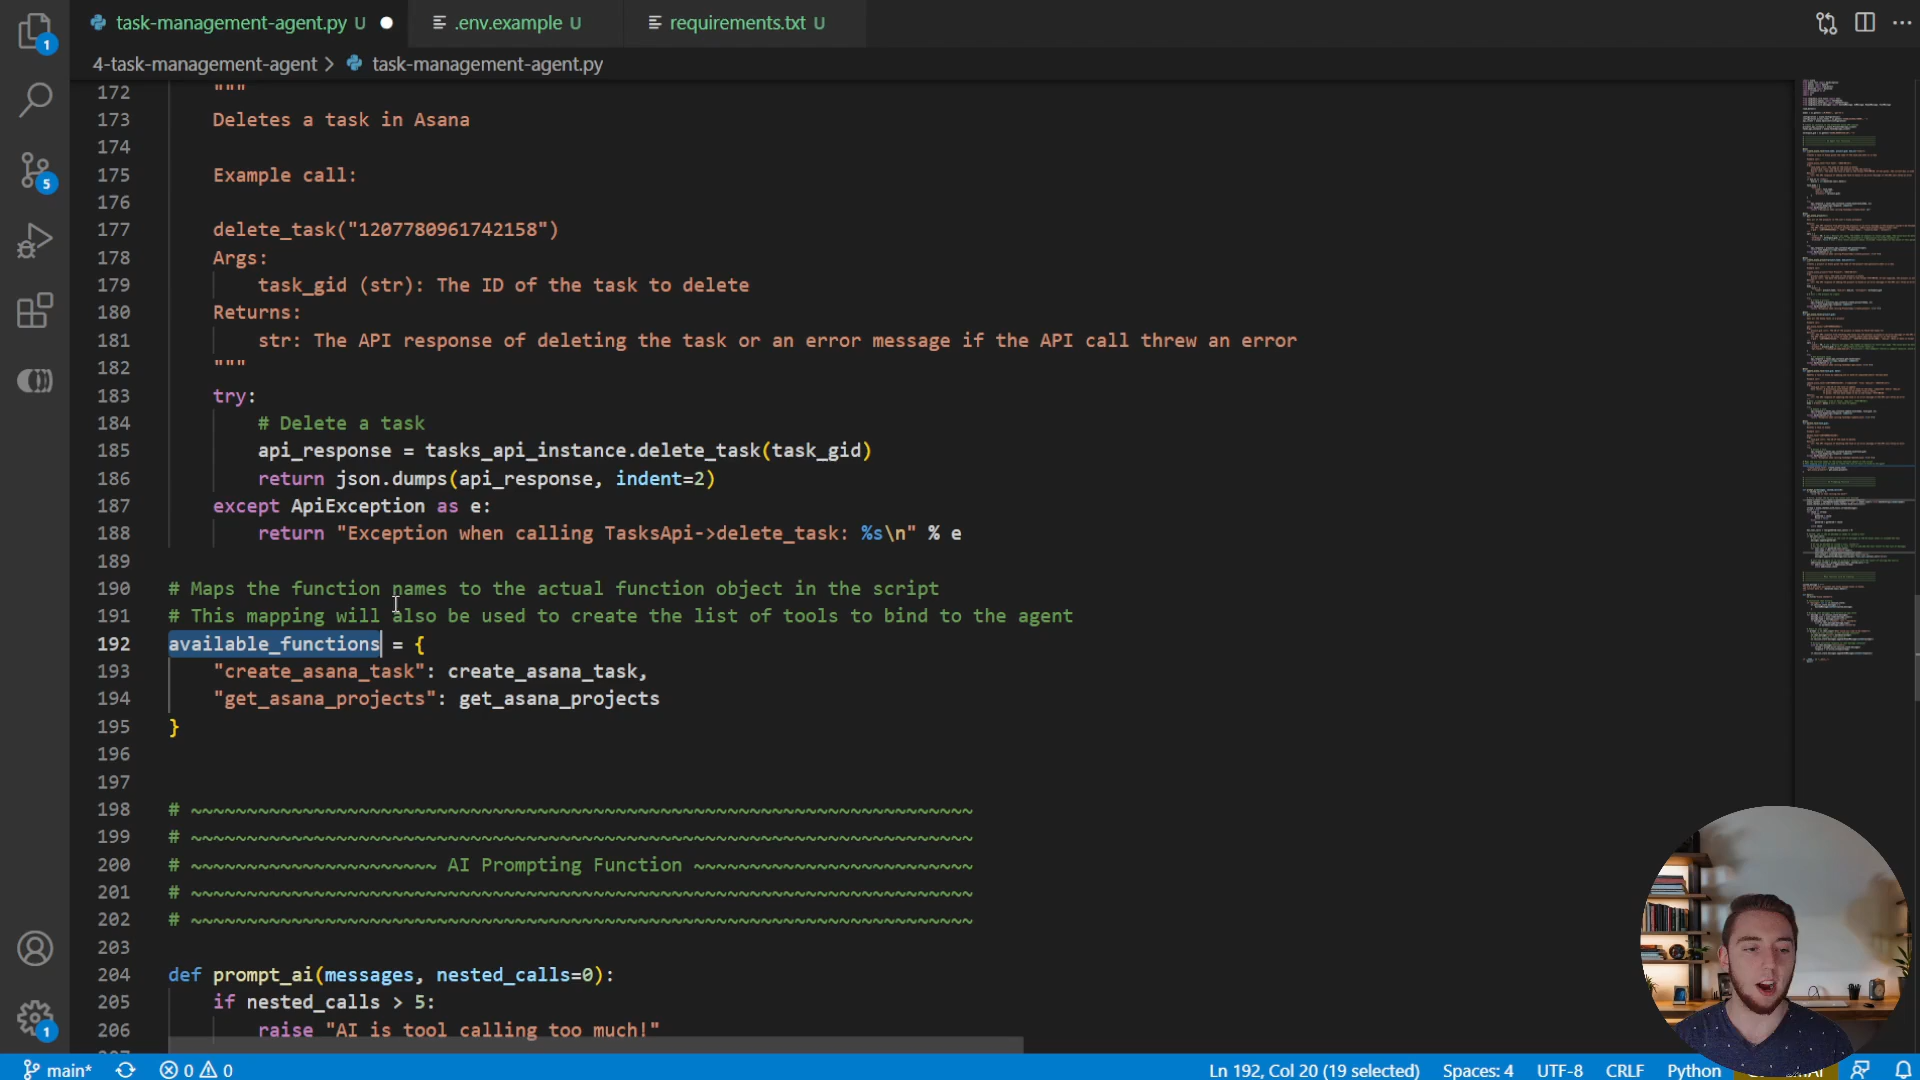 task-management-agent.py U
.env.example U
requirements.txt U
4-task-management-agent > task-management-agent.py
172 """
173 Deletes a task in Asana
174
175 Example call:
176
177 delete_task("1207780961742158")
178 Args:
179 task_gid (str): The ID of the task to delete
180 Returns:
181 str: The API response of deleting the task or an error message if the API call threw an error
182 """
183 try:
184 # Delete a task
185 api_response = tasks_api_instance.delete_task(task_gid)
186 return json.dumps(api_response, indent=2)
187 except ApiException as e:
188 return "Exception when calling TasksApi->delete_task: %s\n" % e
189
190 # Maps the function names to the actual function object in the script
191 # This mapping will also be used to create the list of tools to bind to the agent
192 available_functions = {
193 "create_asana_task": create_asana_task,
194 "get_asana_projects": get_asana_projects
195 }
196
197
198 # ~~~~~~~~~~~~~~~~~~~~~~~~~~~~~~~~~~~~~~~~~~~~~~~~~~~~~~~~~~~~~~~~~~~~~~
199 # ~~~~~~~~~~~~~~~~~~~~~~~~~~~~~~~~~~~~~~~~~~~~~~~~~~~~~~~~~~~~~~~~~~~~~~
200 # ~~~~~~~~~~~~~~~~~~~~~~ AI Prompting Function ~~~~~~~~~~~~~~~~~~~~~~~~~
201 # ~~~~~~~~~~~~~~~~~~~~~~~~~~~~~~~~~~~~~~~~~~~~~~~~~~~~~~~~~~~~~~~~~~~~~~
202 # ~~~~~~~~~~~~~~~~~~~~~~~~~~~~~~~~~~~~~~~~~~~~~~~~~~~~~~~~~~~~~~~~~~~~~~
203
204 def prompt_ai(messages, nested_calls=0):
205 if nested_calls > 5:
206 raise "AI is tool calling too much!"
1
5
1
main* 0 0 Ln 192, Col 20 (19 selected) Spaces: 4 UTF-8 CRLF Python